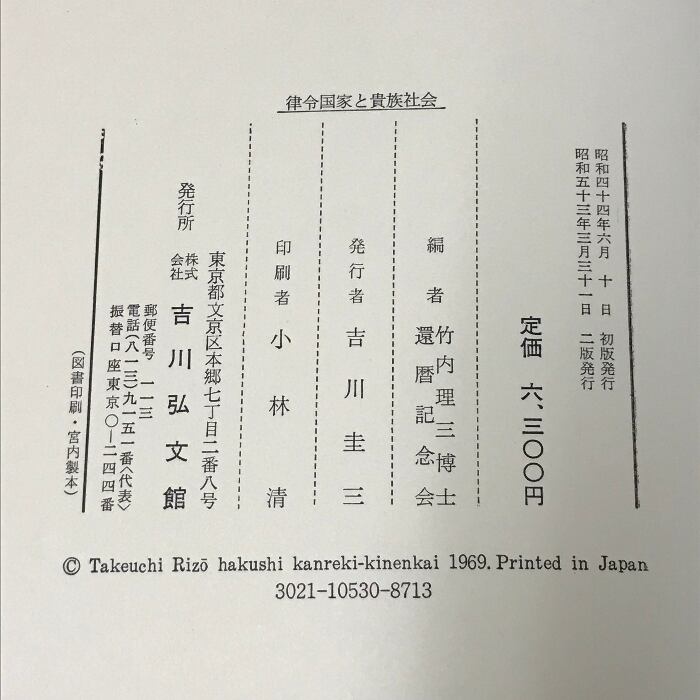 律令国家と貴族社会
昭和四十四年六月 十 日 初版発行
昭和五十三年三月三十一日 二版発行
定価 六、三〇〇円
編者 竹内理三博士
還暦記念会
発行者 吉川圭三
印刷者 小林清
東京都文京区本郷七丁目二番八号
発行所 株式会社 吉川弘文館
郵便番号 一一三
電話(八一三)九一五一番〈代表〉
振替口座東京〇―二四四番
(図書印刷・宮内製本)
© Takeuchi Rizō hakushi kanreki-kinenkai 1969. Printed in Japan
3021-10530-8713